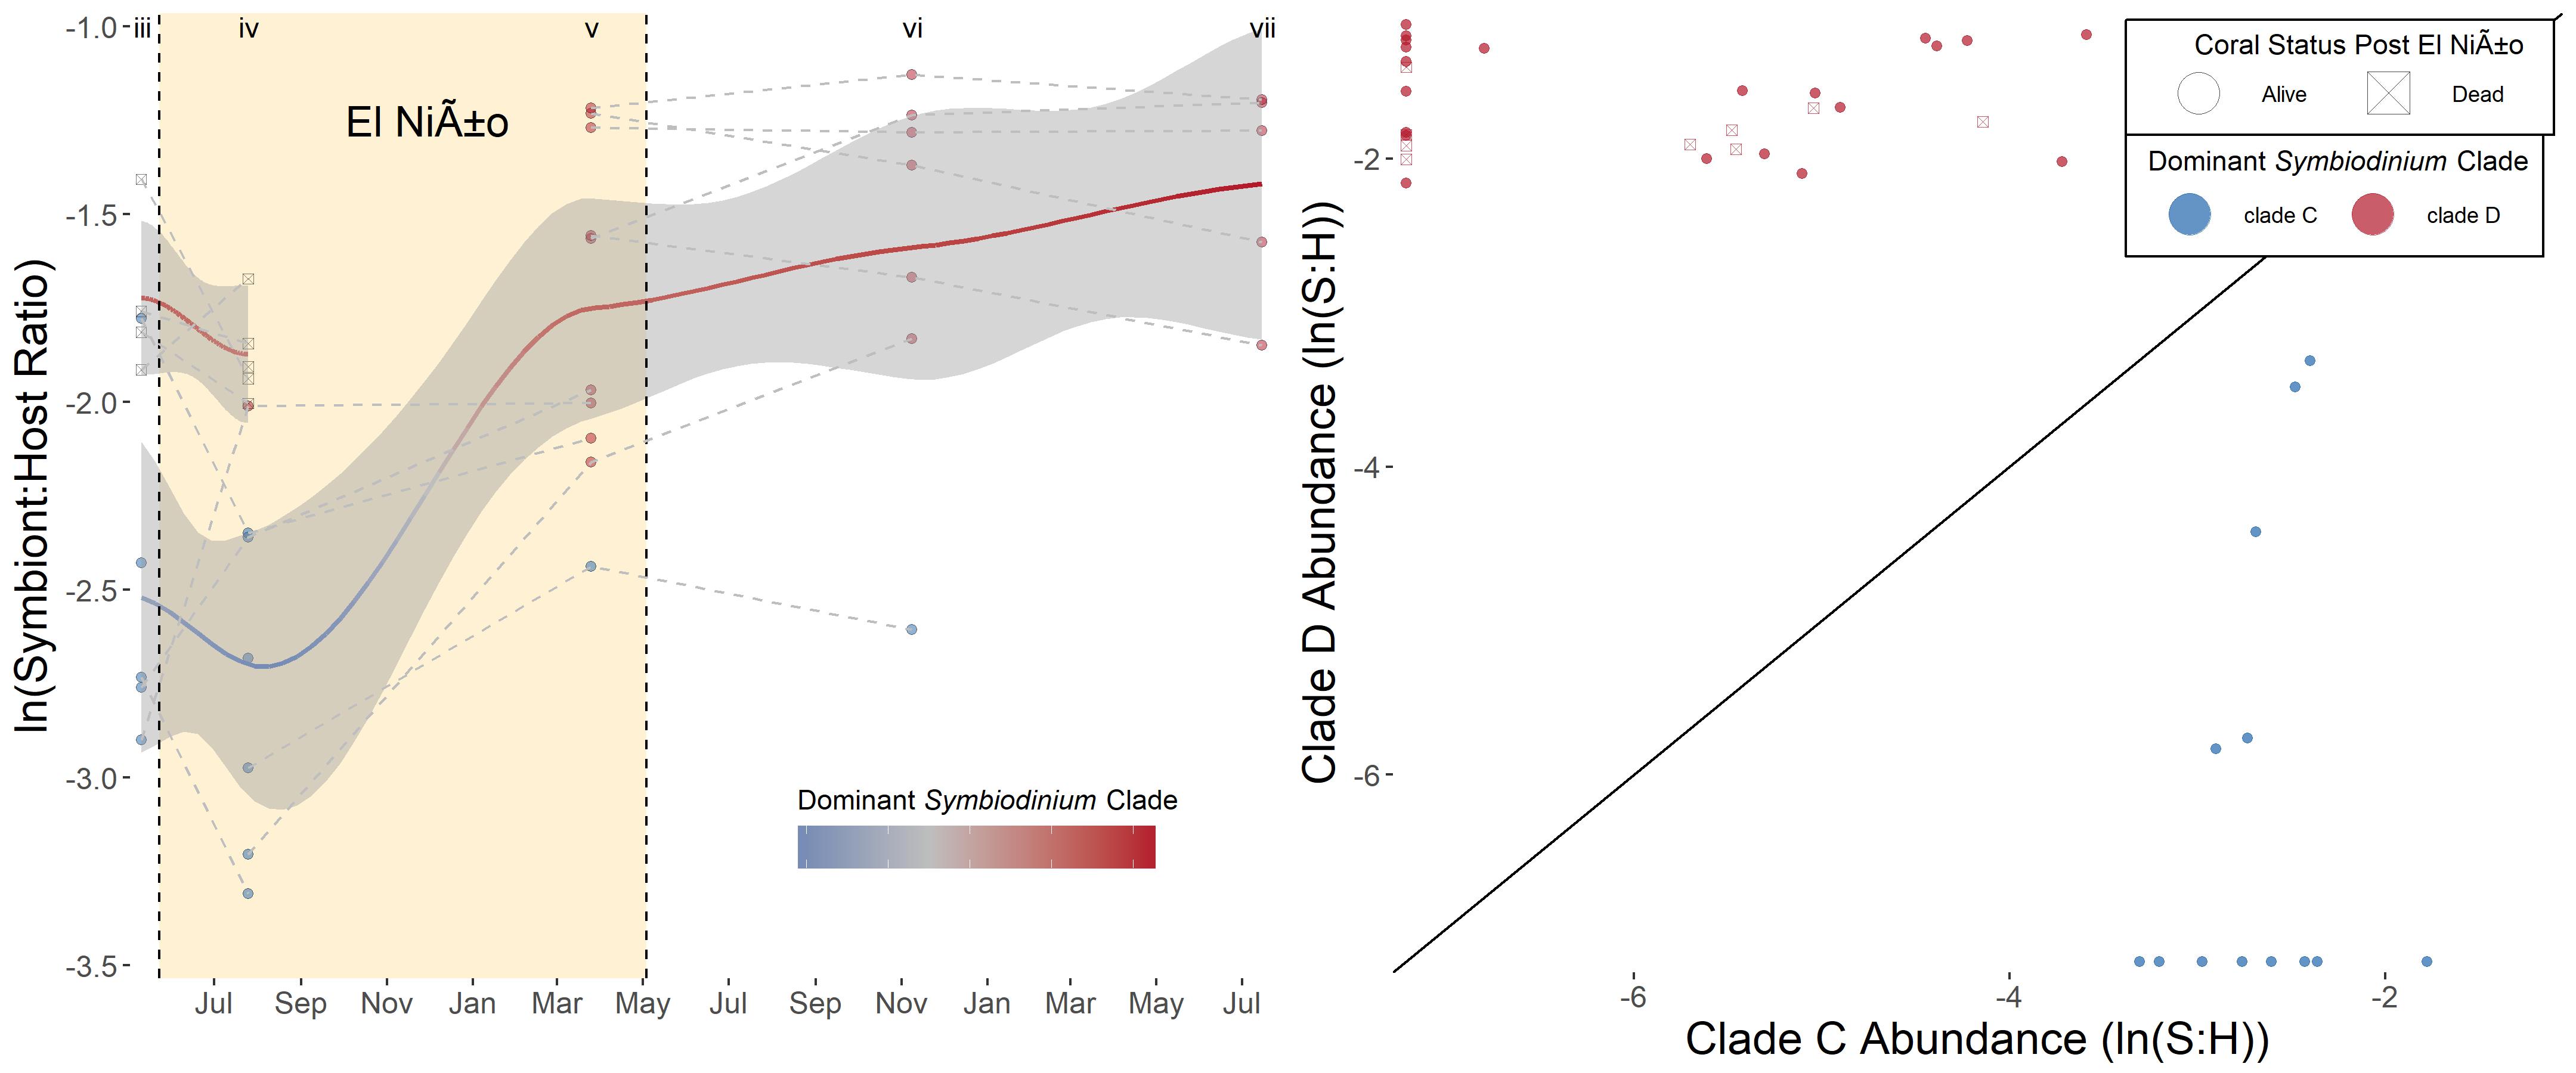 ln(Symbiont:Host Ratio)
-1.0
-1.5
-2.0
-2.5
-3.0
-3.5
iii
iv
v
vi
vii
El NiÃ±o
Dominant Symbiodinium Clade
Jul
Sep
Nov
Jan
Mar
May
Jul
Sep
Nov
Jan
Mar
May
Jul
Clade D Abundance (ln(S:H))
-2
-4
-6
Coral Status Post El NiÃ±o
Alive
Dead
Dominant Symbiodinium Clade
clade C
clade D
-6
-4
-2
Clade C Abundance (ln(S:H))